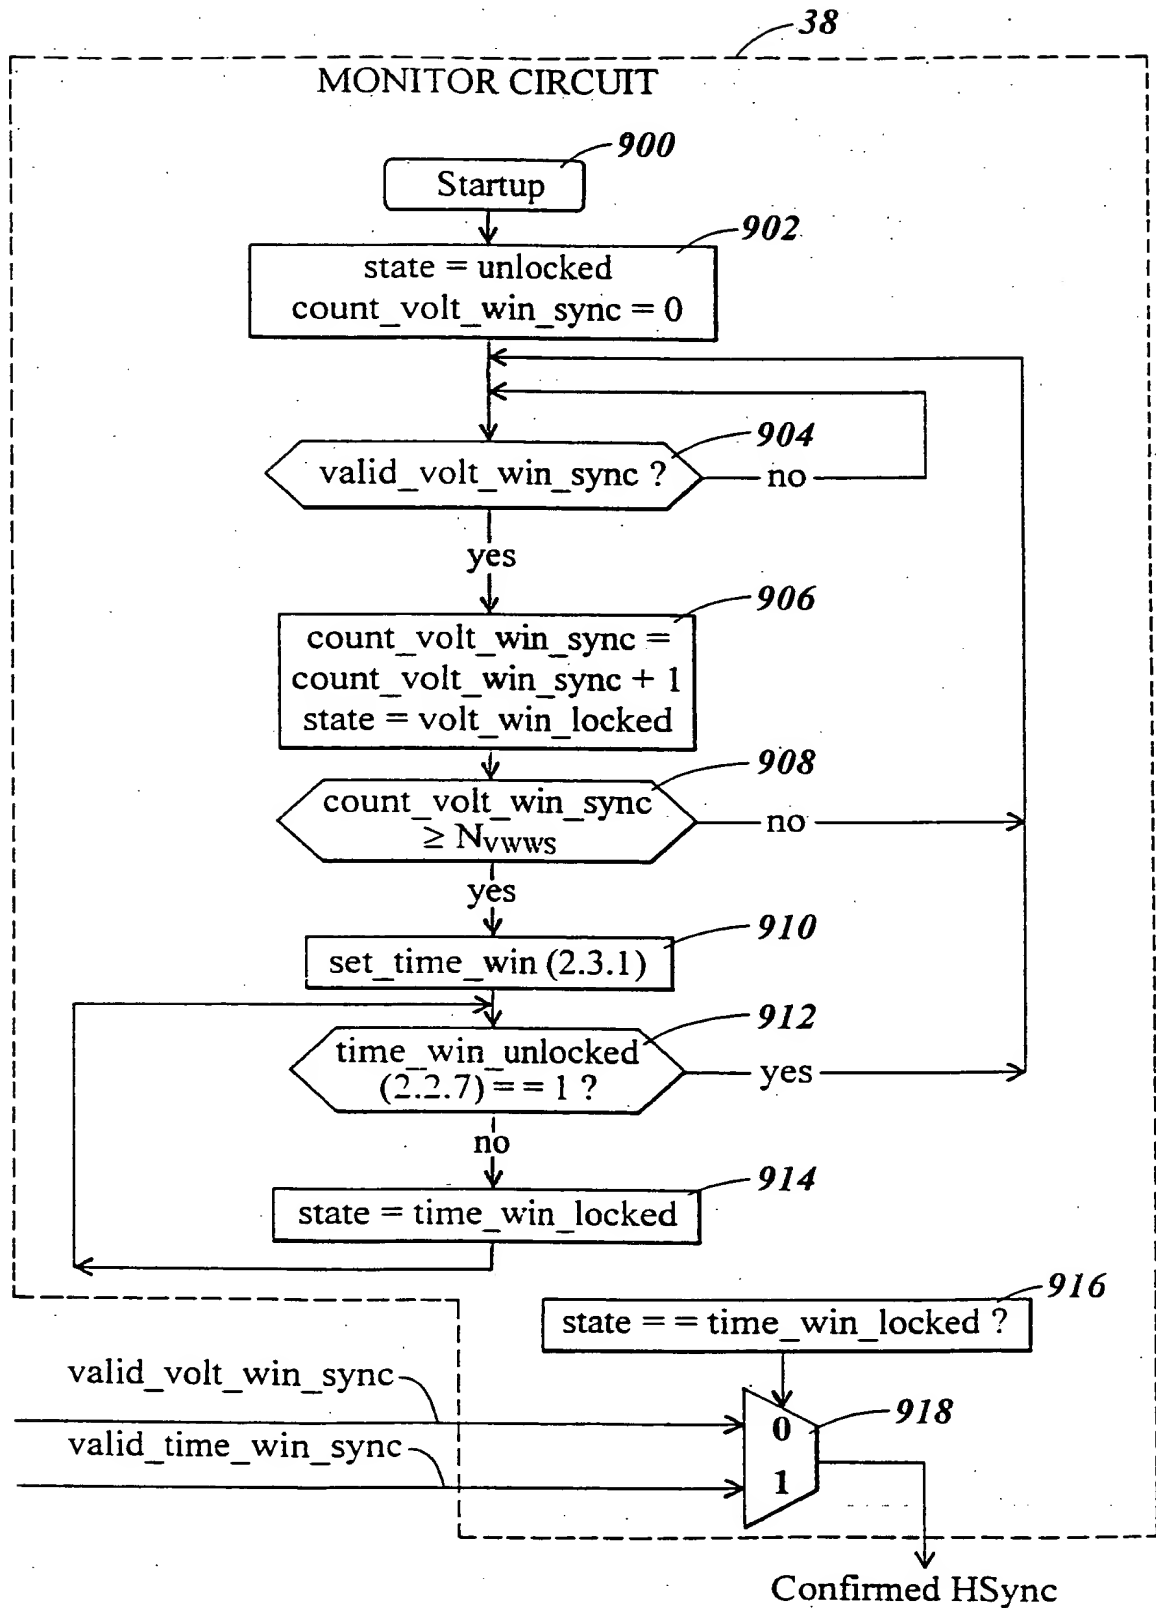 38
MONITOR CIRCUIT
900
Startup
902
state = unlocked
count_volt_win_sync = 0
904
valid_volt_win_sync ?
no
yes
906
count_volt_win_sync =
count_volt_win_sync + 1
state = volt_win_locked
908
count_volt_win_sync
≥ NVWWS
no
yes
910
set_time_win (2.3.1)
912
time_win_unlocked
(2.2.7) = = 1 ?
yes
no
914
state = time_win_locked
916
state = = time_win_locked ?
valid_volt_win_sync
918
0
valid_time_win_sync
1
Confirmed HSync